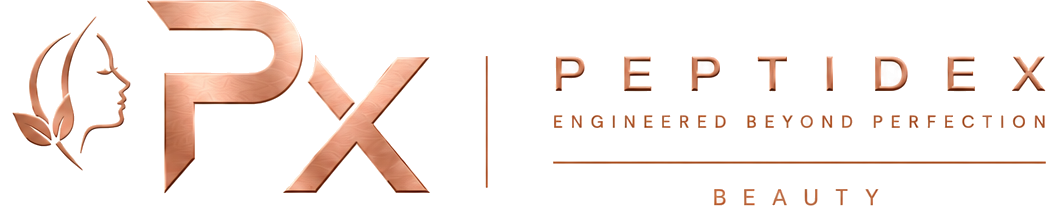 Px
PEPTIDEX
ENGINEERED BEYOND PERFECTION
BEAUTY